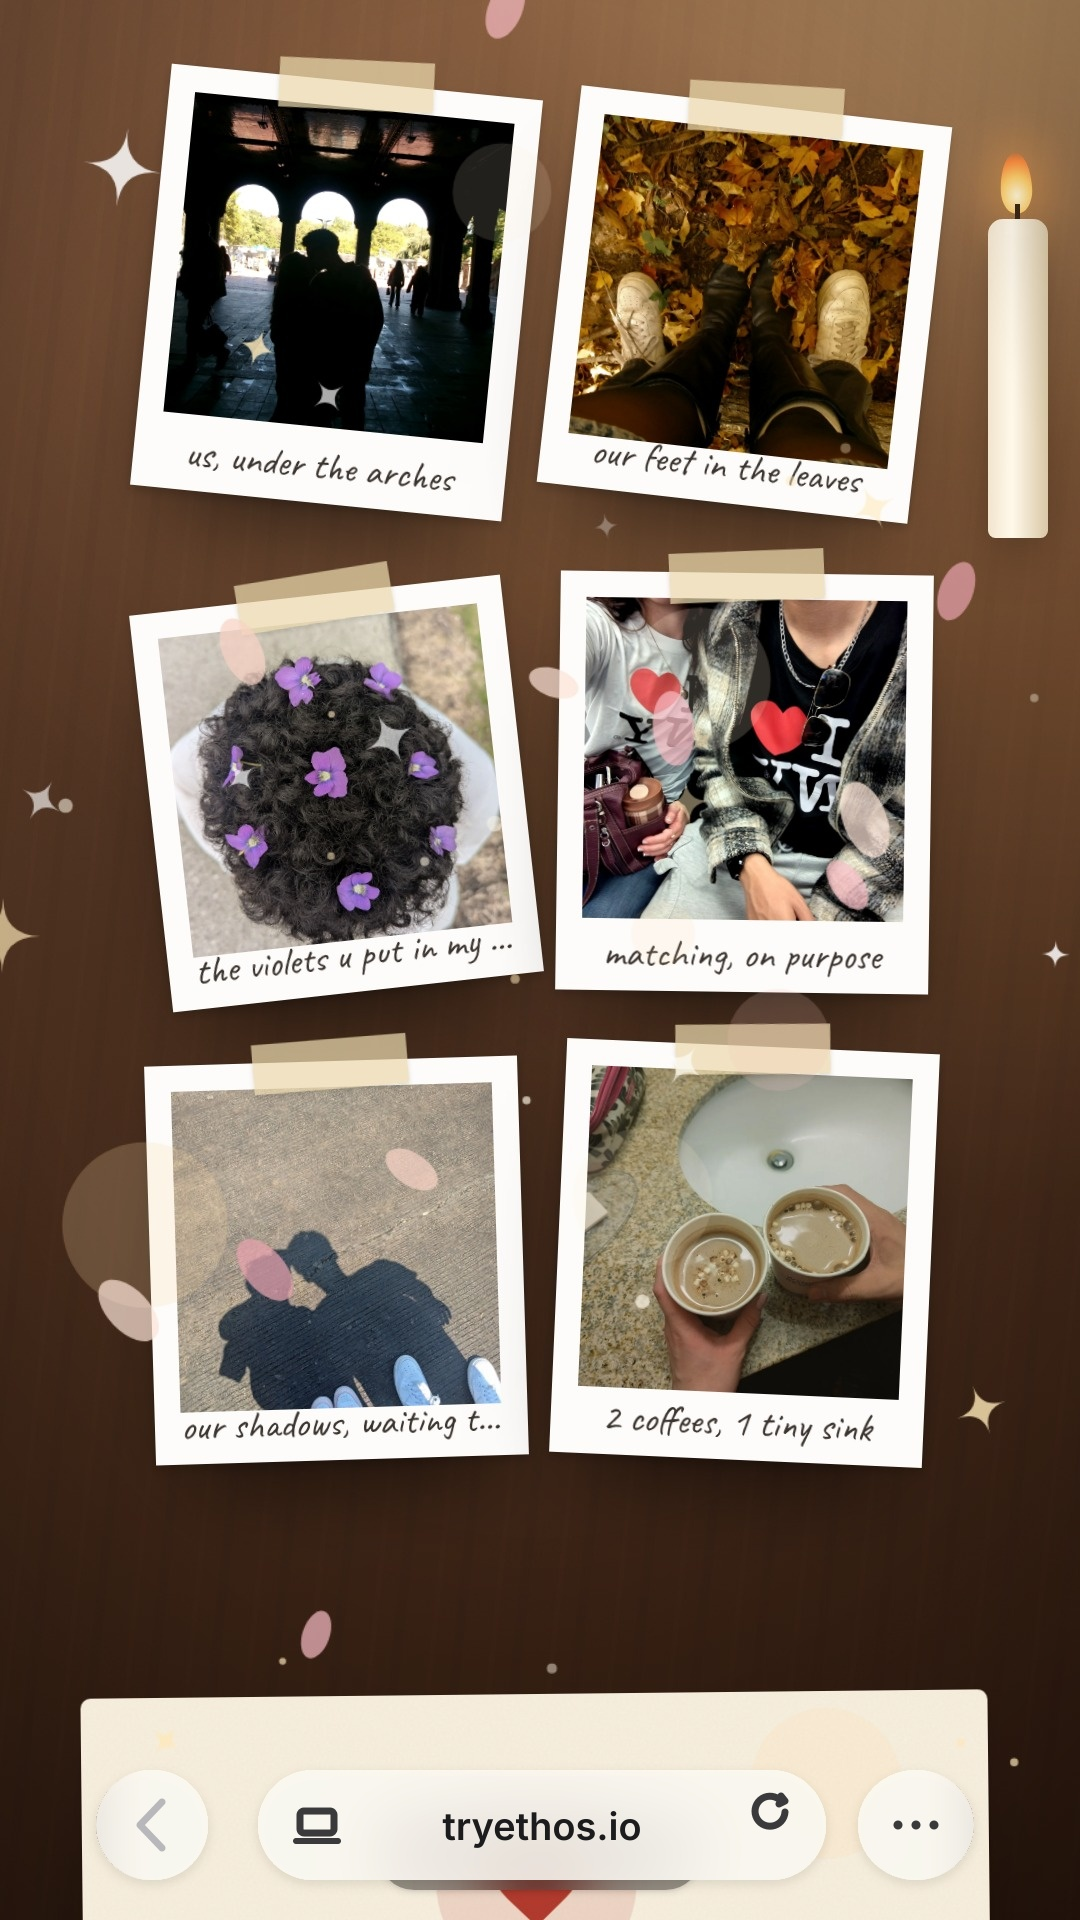 us, under the arches
our feet in the leaves
the violets u put in my ...
matching, on purpose
our shadows, waiting t...
2 coffees, 1 tiny sink
tryethos.io